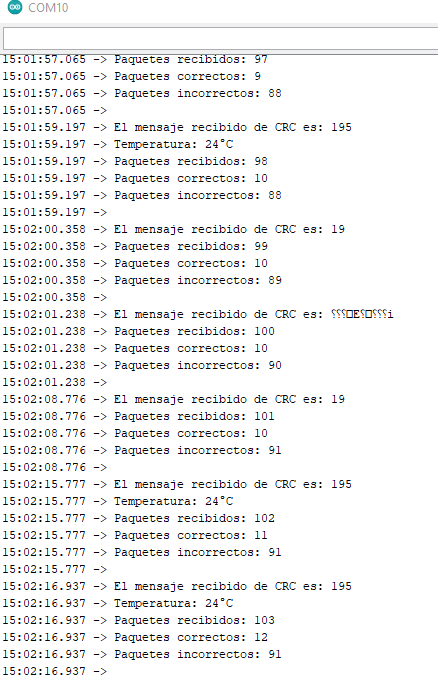 COM10
15:01:57.065 -> Paquetes recibidos: 97
15:01:57.065 -> Paquetes correctos: 9
15:01:57.065 -> Paquetes incorrectos: 88
15:01:57.065 ->
15:01:59.197 -> El mensaje recibido de CRC es: 195
15:01:59.197 -> Temperatura: 24°C
15:01:59.197 -> Paquetes recibidos: 98
15:01:59.197 -> Paquetes correctos: 10
15:01:59.197 -> Paquetes incorrectos: 88
15:01:59.197 ->
15:02:00.358 -> El mensaje recibido de CRC es: 19
15:02:00.358 -> Paquetes recibidos: 99
15:02:00.358 -> Paquetes correctos: 10
15:02:00.358 -> Paquetes incorrectos: 89
15:02:00.358 ->
15:02:01.238 -> El mensaje recibido de CRC es:
15:02:01.238 -> Paquetes recibidos: 100
15:02:01.238 -> Paquetes correctos: 10
15:02:01.238 -> Paquetes incorrectos: 90
15:02:01.238 ->
15:02:08.776 -> El mensaje recibido de CRC es: 19
15:02:08.776 -> Paquetes recibidos: 101
15:02:08.776 -> Paquetes correctos: 10
15:02:08.776 -> Paquetes incorrectos: 91
15:02:08.776 ->
15:02:15.777 -> El mensaje recibido de CRC es: 195
15:02:15.777 -> Temperatura: 24°C
15:02:15.777 -> Paquetes recibidos: 102
15:02:15.777 -> Paquetes correctos: 11
15:02:15.777 -> Paquetes incorrectos: 91
15:02:15.777 ->
15:02:16.937 -> El mensaje recibido de CRC es: 195
15:02:16.937 -> Temperatura: 24°C
15:02:16.937 -> Paquetes recibidos: 103
15:02:16.937 -> Paquetes correctos: 12
15:02:16.937 -> Paquetes incorrectos: 91
15:02:16.937 ->